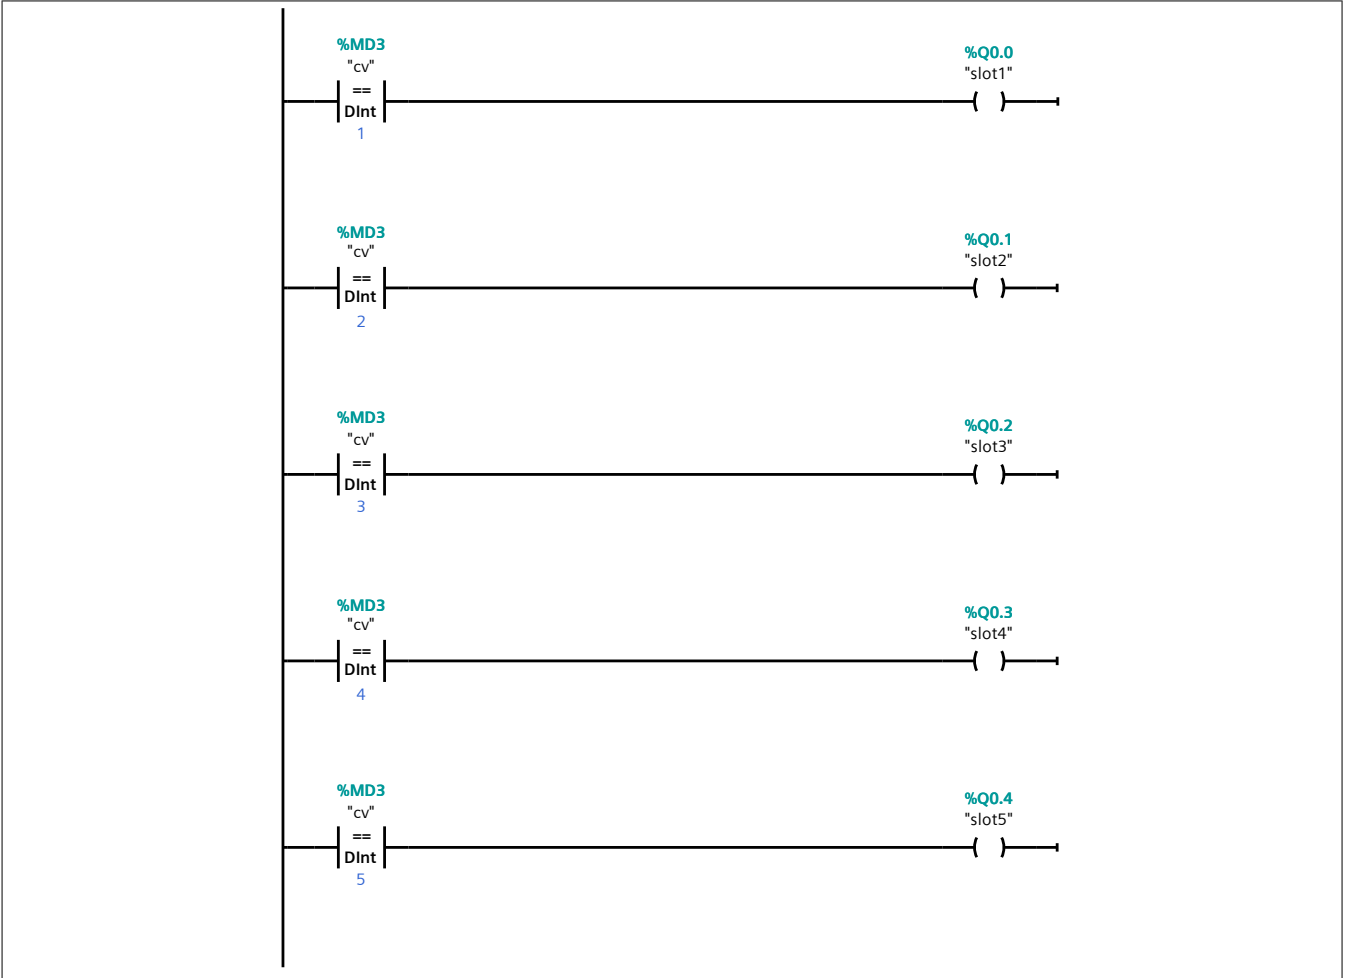 %MD3
"cv"
==
DInt
1
%Q0.0
"slot1"
%MD3
"cv"
==
DInt
2
%Q0.1
"slot2"
%MD3
"cv"
==
DInt
3
%Q0.2
"slot3"
%MD3
"cv"
==
DInt
4
%Q0.3
"slot4"
%MD3
"cv"
==
DInt
5
%Q0.4
"slot5"